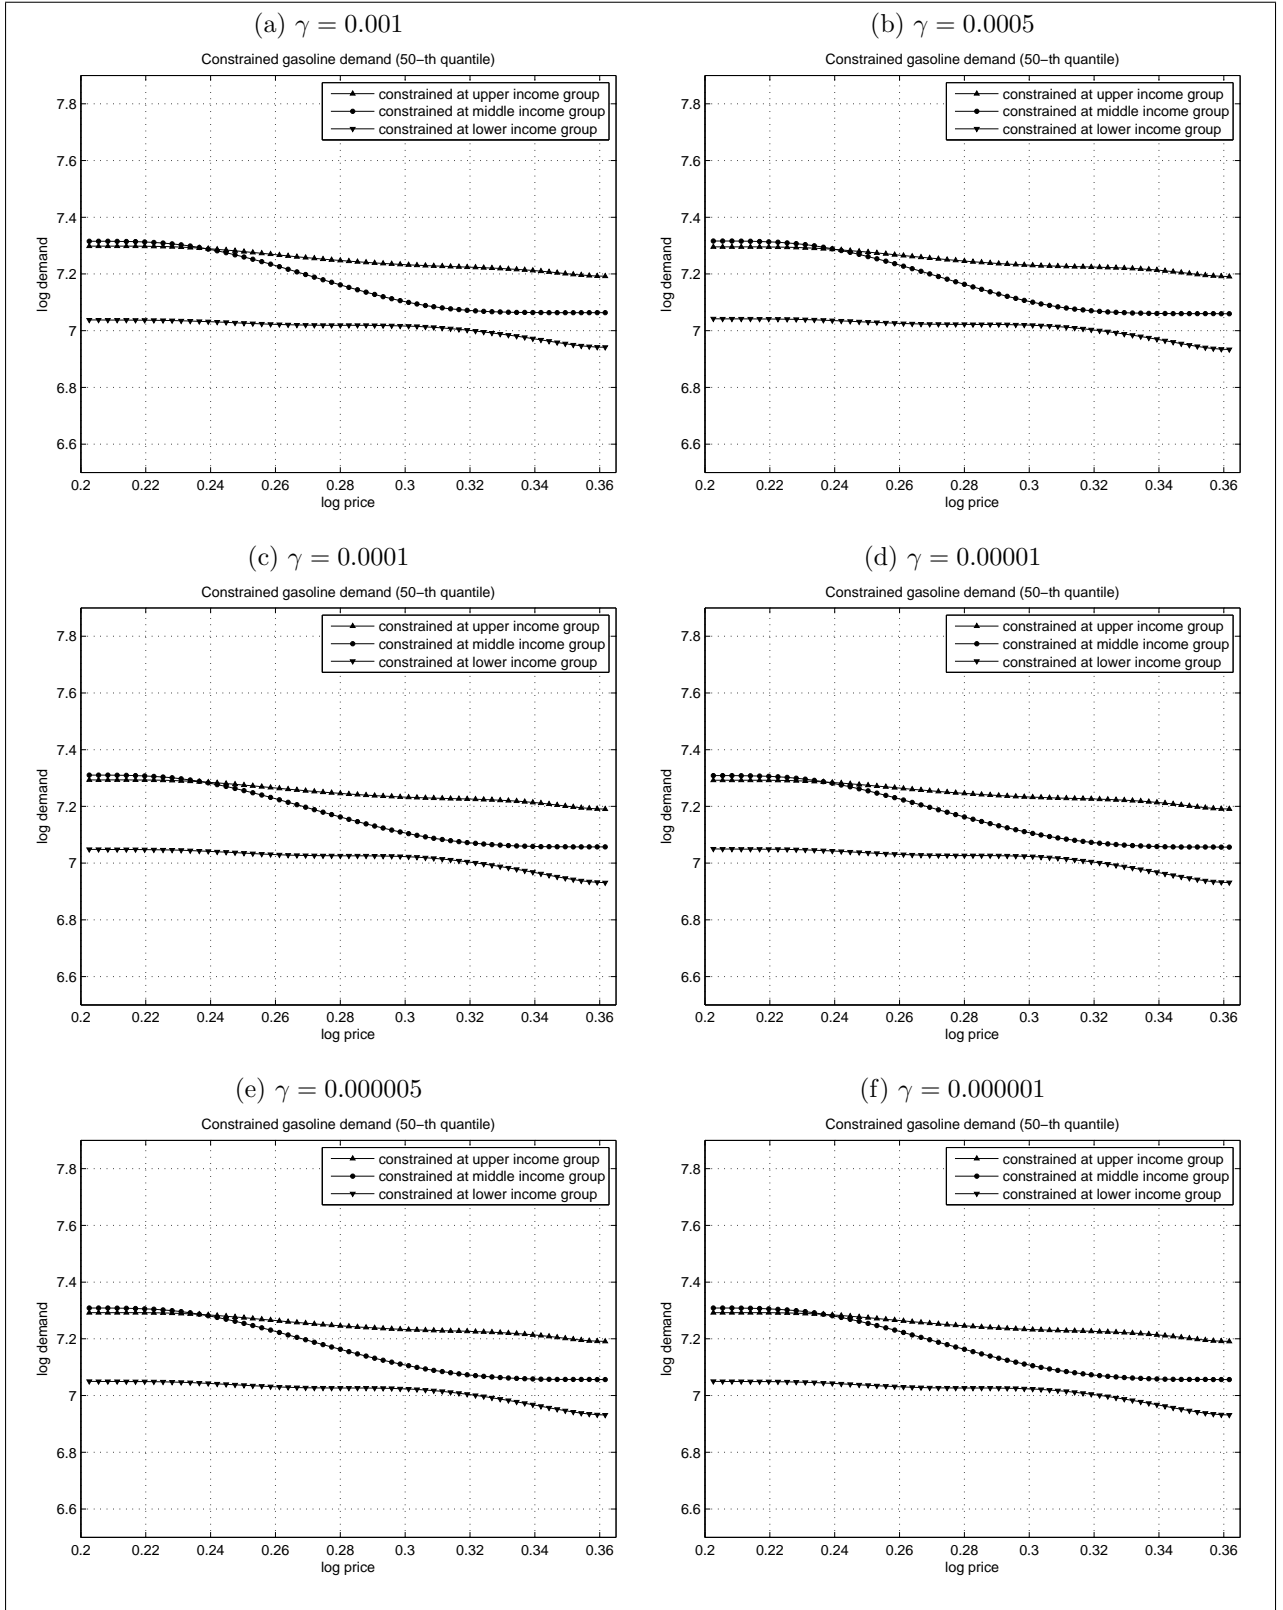 (a) γ = 0.001
Constrained gasoline demand (50−th quantile)
constrained at upper income group
constrained at middle income group
constrained at lower income group
7.8
7.6
7.4
7.2
7
6.8
6.6
log demand
0.2 0.22 0.24 0.26 0.28 0.3 0.32 0.34 0.36
log price
(b) γ = 0.0005
Constrained gasoline demand (50−th quantile)
constrained at upper income group
constrained at middle income group
constrained at lower income group
7.8
7.6
7.4
7.2
7
6.8
6.6
log demand
0.2 0.22 0.24 0.26 0.28 0.3 0.32 0.34 0.36
log price
(c) γ = 0.0001
Constrained gasoline demand (50−th quantile)
constrained at upper income group
constrained at middle income group
constrained at lower income group
7.8
7.6
7.4
7.2
7
6.8
6.6
log demand
0.2 0.22 0.24 0.26 0.28 0.3 0.32 0.34 0.36
log price
(d) γ = 0.00001
Constrained gasoline demand (50−th quantile)
constrained at upper income group
constrained at middle income group
constrained at lower income group
7.8
7.6
7.4
7.2
7
6.8
6.6
log demand
0.2 0.22 0.24 0.26 0.28 0.3 0.32 0.34 0.36
log price
(e) γ = 0.000005
Constrained gasoline demand (50−th quantile)
constrained at upper income group
constrained at middle income group
constrained at lower income group
7.8
7.6
7.4
7.2
7
6.8
6.6
log demand
0.2 0.22 0.24 0.26 0.28 0.3 0.32 0.34 0.36
log price
(f) γ = 0.000001
Constrained gasoline demand (50−th quantile)
constrained at upper income group
constrained at middle income group
constrained at lower income group
7.8
7.6
7.4
7.2
7
6.8
6.6
log demand
0.2 0.22 0.24 0.26 0.28 0.3 0.32 0.34 0.36
log price